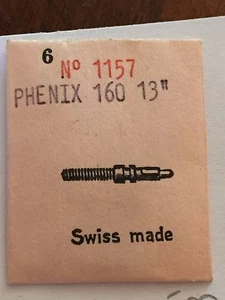 6
Nº 1157
PHENIX 160 13"
Swiss made